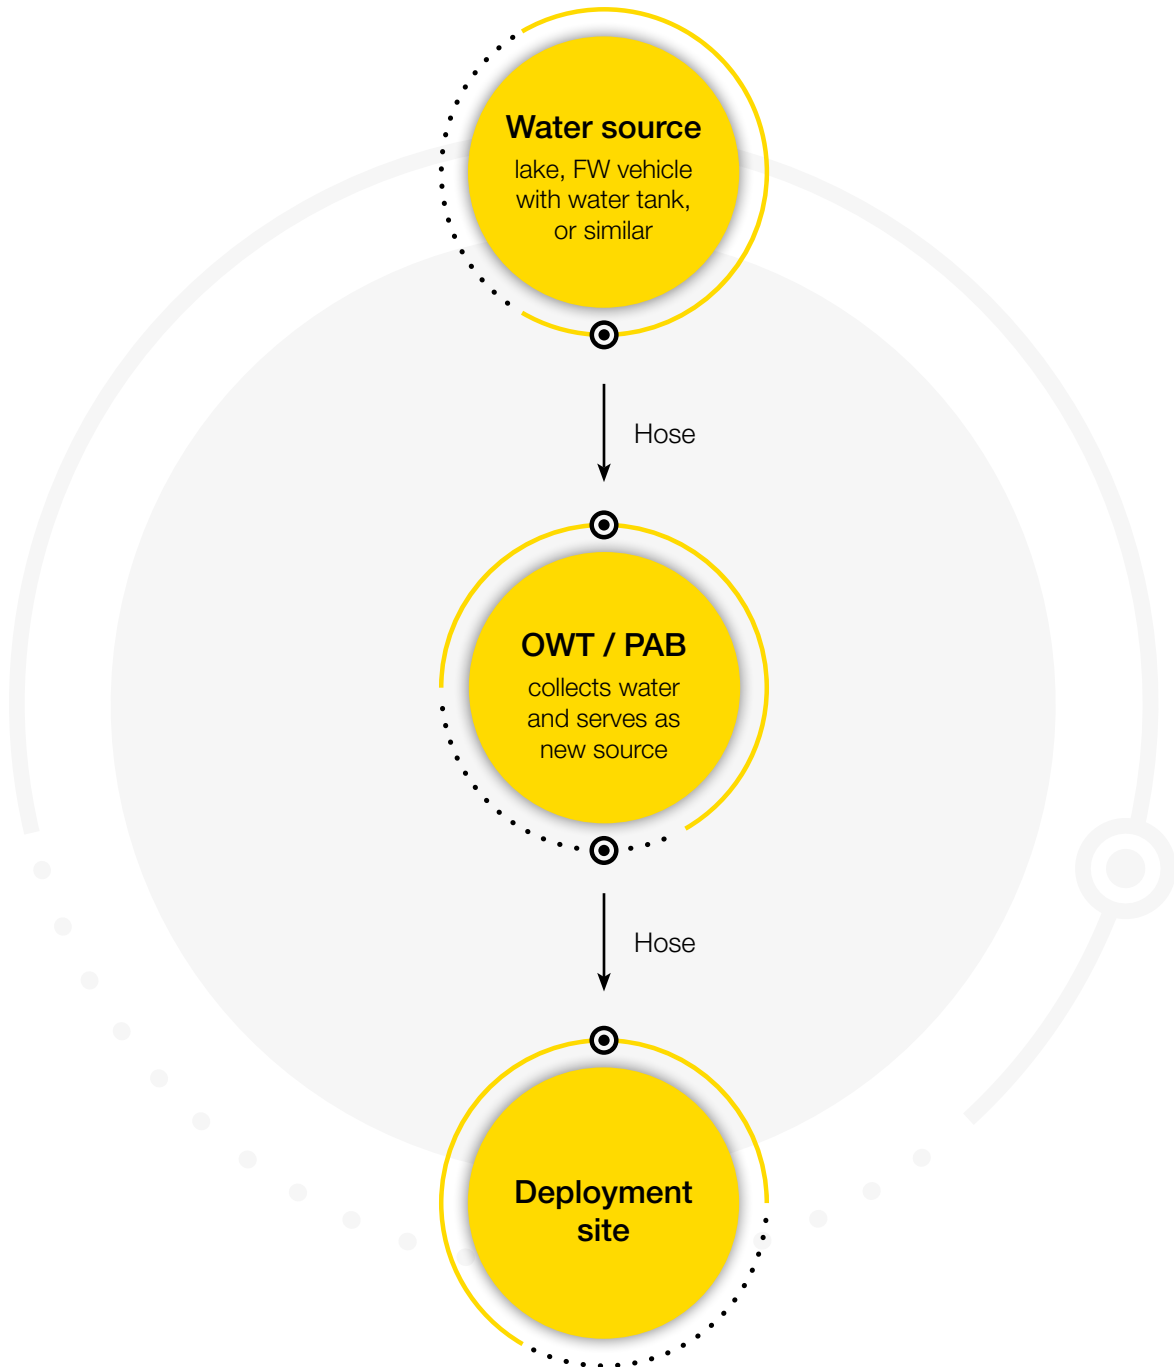 Water source
lake, FW vehicle
with water tank,
or similar
Hose
OWT / PAB
collects water
and serves as
new source
Hose
Deployment
site